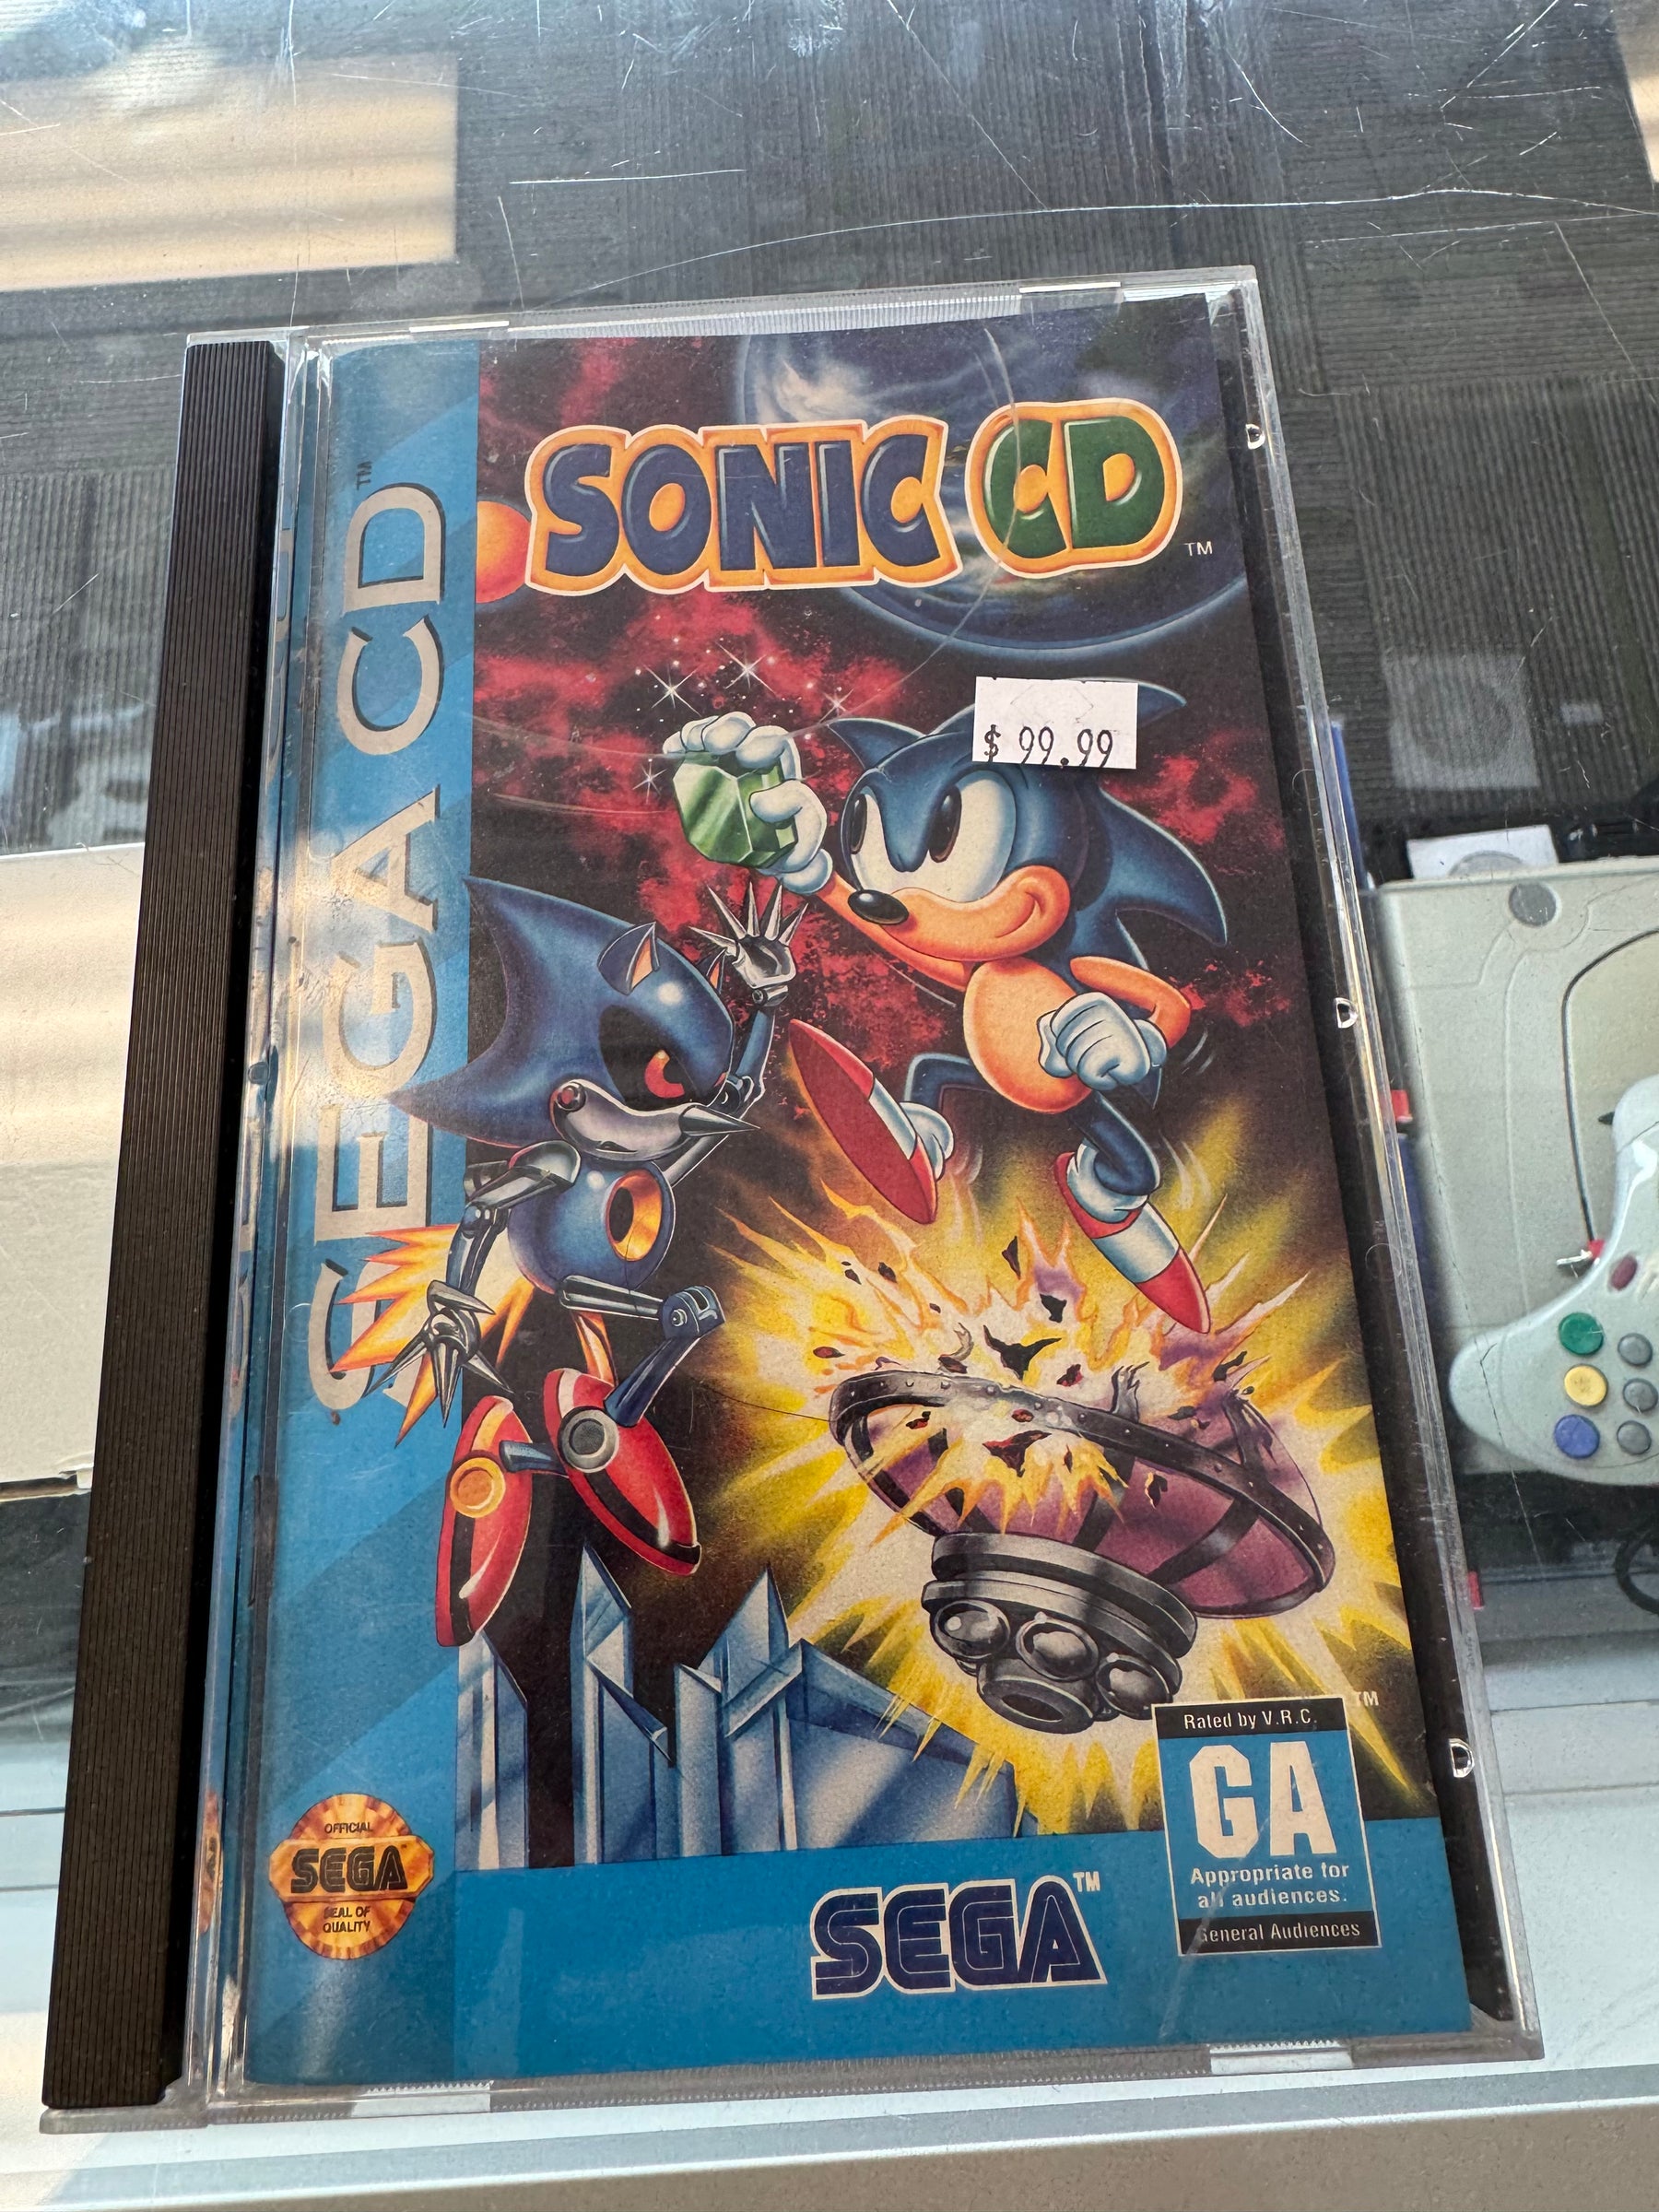 SONIC CD
TM
SEGA CD
TM
$ 99.99
Rated by V.R.C.
TM
GA
Appropriate for
all audiences.
General Audiences
OFFICIAL
SEGA
SEAL OF
QUALITY
SEGA
TM